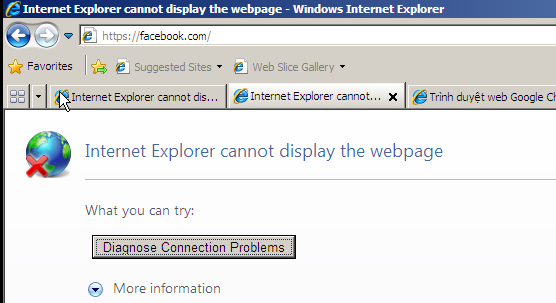 Internet Explorer cannot display the webpage - Windows Internet Explorer
https://facebook.com/
Favorites Suggested Sites Web Slice Gallery
Internet Explorer cannot dis... Internet Explorer cannot... Trình duyệt web Google Ch
Internet Explorer cannot display the webpage
What you can try:
Diagnose Connection Problems
More information